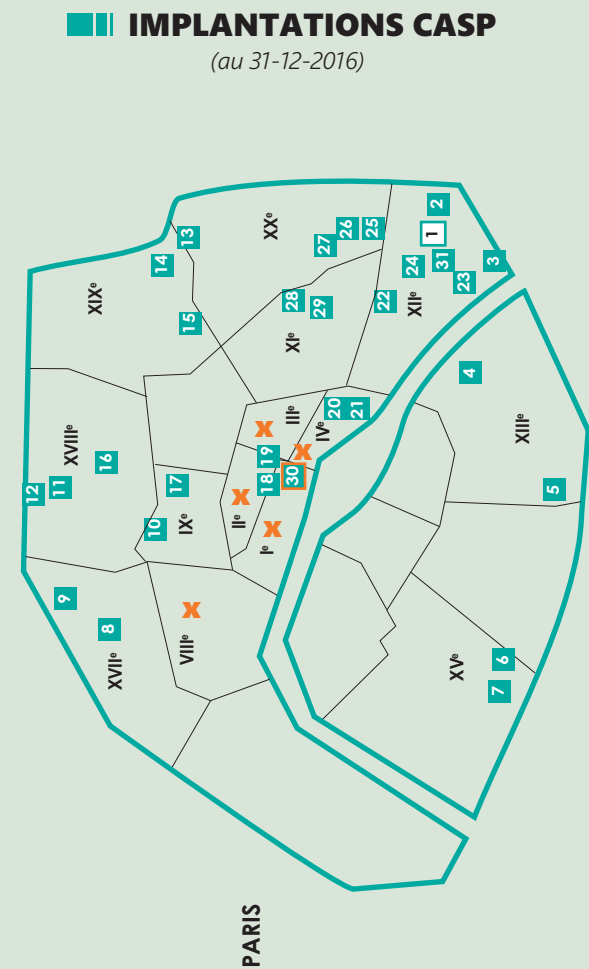 IMPLANTATIONS CASP
(au 31-12-2016)
2
1
XXe
26
25
13
27
14
24
31
3
23
XIXe
28
29
22
XIIe
15
XIe
4
IIIe
20
21
X
IVe
XIIIe
XVIIIe
X
19
16
30
18
17
11
12
5
X
IIe
IXe
10
X
Ie
9
X
8
VIIIe
XVIIe
6
XVe
7
PARIS